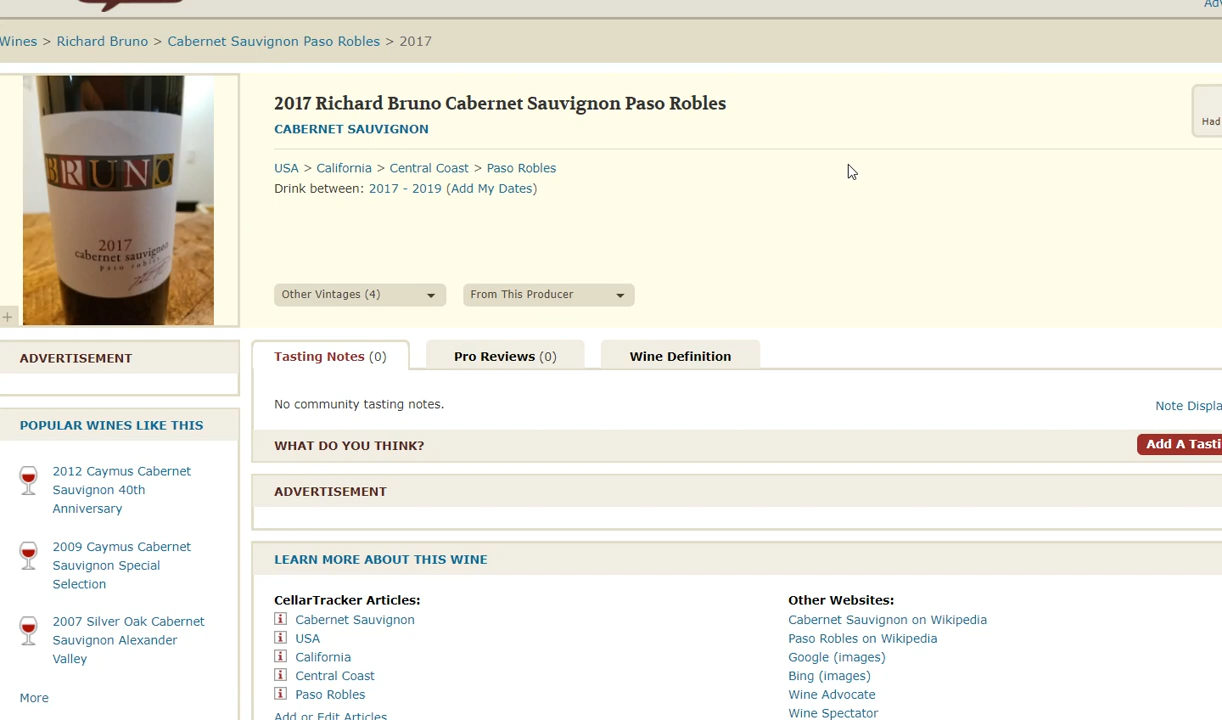 Adv
Wines > Richard Bruno > Cabernet Sauvignon Paso Robles > 2017
BRUNO
2017
cabernet sauvignon
paso robles
2017 Richard Bruno Cabernet Sauvignon Paso Robles
CABERNET SAUVIGNON
USA > California > Central Coast > Paso Robles
Drink between: 2017 - 2019 (Add My Dates)
Had
Other Vintages (4)
From This Producer
ADVERTISEMENT
POPULAR WINES LIKE THIS
2012 Caymus Cabernet
Sauvignon 40th
Anniversary
2009 Caymus Cabernet
Sauvignon Special
Selection
2007 Silver Oak Cabernet
Sauvignon Alexander
Valley
More
Tasting Notes (0)
Pro Reviews (0)
Wine Definition
No community tasting notes.
Note Displa
WHAT DO YOU THINK?
Add A Tasti
ADVERTISEMENT
LEARN MORE ABOUT THIS WINE
CellarTracker Articles:
Cabernet Sauvignon
USA
California
Central Coast
Paso Robles
Add or Edit Articles
Other Websites:
Cabernet Sauvignon on Wikipedia
Paso Robles on Wikipedia
Google (images)
Bing (images)
Wine Advocate
Wine Spectator